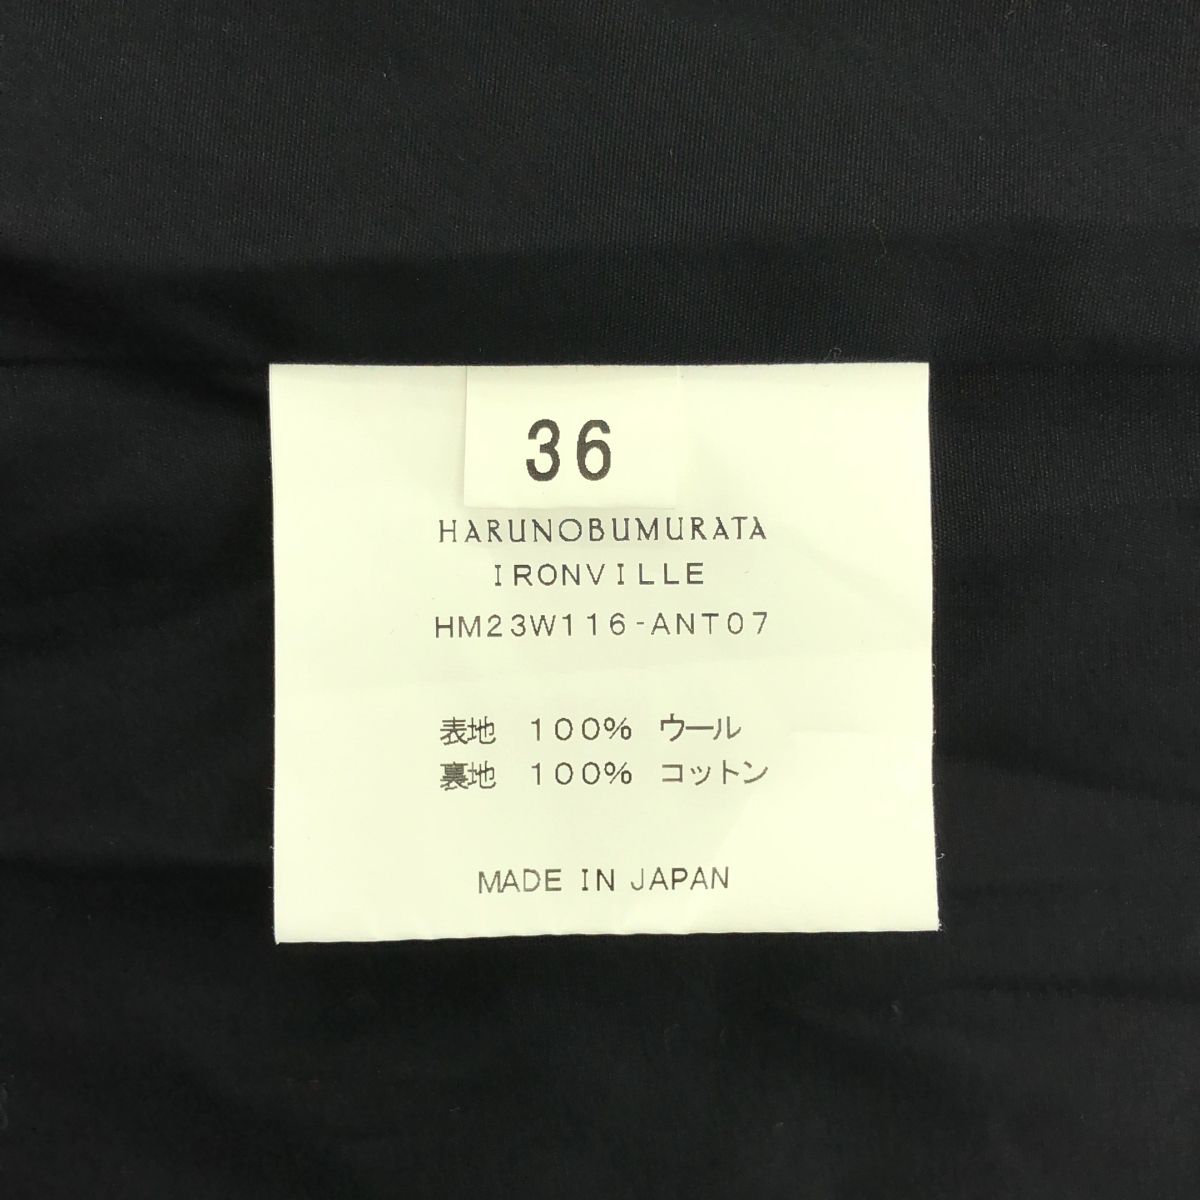 36
HARUNOBUMURATA
IRONVILLE
HM23W116-ANT07
表地 100% ウール
裏地 100% コットン
MADE IN JAPAN